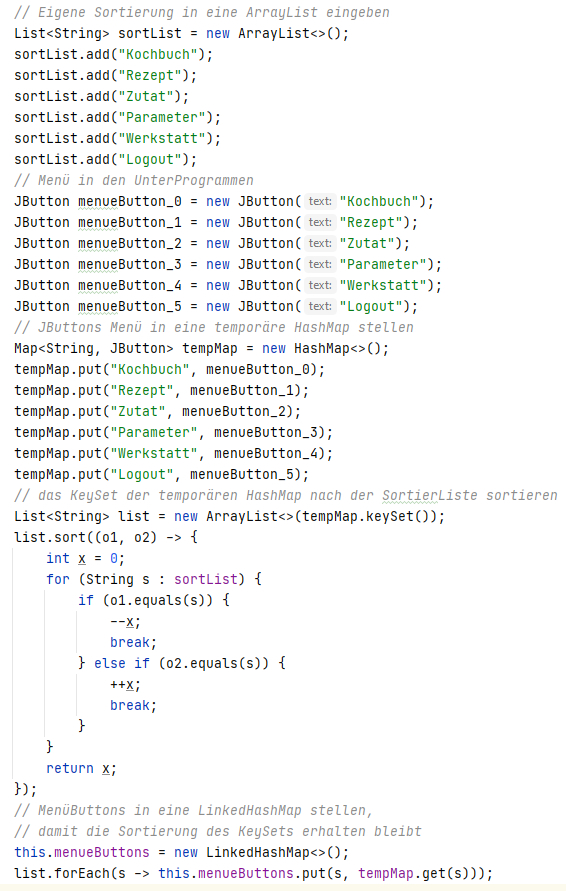 // Eigene Sortierung in eine ArrayList eingeben
List<String> sortList = new ArrayList<>();
sortList.add("Kochbuch");
sortList.add("Rezept");
sortList.add("Zutat");
sortList.add("Parameter");
sortList.add("Werkstatt");
sortList.add("Logout");
// Menü in den UnterProgrammen
JButton menueButton_0 = new JButton( text: "Kochbuch");
JButton menueButton_1 = new JButton( text: "Rezept");
JButton menueButton_2 = new JButton( text: "Zutat");
JButton menueButton_3 = new JButton( text: "Parameter");
JButton menueButton_4 = new JButton( text: "Werkstatt");
JButton menueButton_5 = new JButton( text: "Logout");
// JButtons Menü in eine temporäre HashMap stellen
Map<String, JButton> tempMap = new HashMap<>();
tempMap.put("Kochbuch", menueButton_0);
tempMap.put("Rezept", menueButton_1);
tempMap.put("Zutat", menueButton_2);
tempMap.put("Parameter", menueButton_3);
tempMap.put("Werkstatt", menueButton_4);
tempMap.put("Logout", menueButton_5);
// das KeySet der temporären HashMap nach der SortierListe sortieren
List<String> list = new ArrayList<>(tempMap.keySet());
list.sort((o1, o2) -> {
    int x = 0;
    for (String s : sortList) {
        if (o1.equals(s)) {
            --x;
            break;
        } else if (o2.equals(s)) {
            ++x;
            break;
        }
    }
    return x;
});
// MenüButtons in eine LinkedHashMap stellen,
// damit die Sortierung des KeySets erhalten bleibt
this.menueButtons = new LinkedHashMap<>();
list.forEach(s -> this.menueButtons.put(s, tempMap.get(s)));